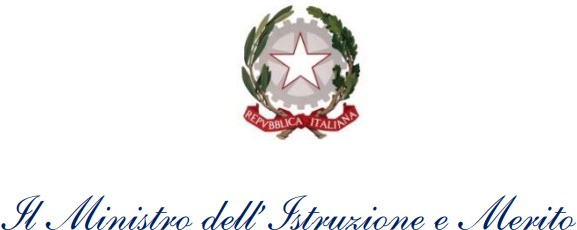 REPVBBLICA ITALIANA
Il Ministro dell'Istruzione e Merito